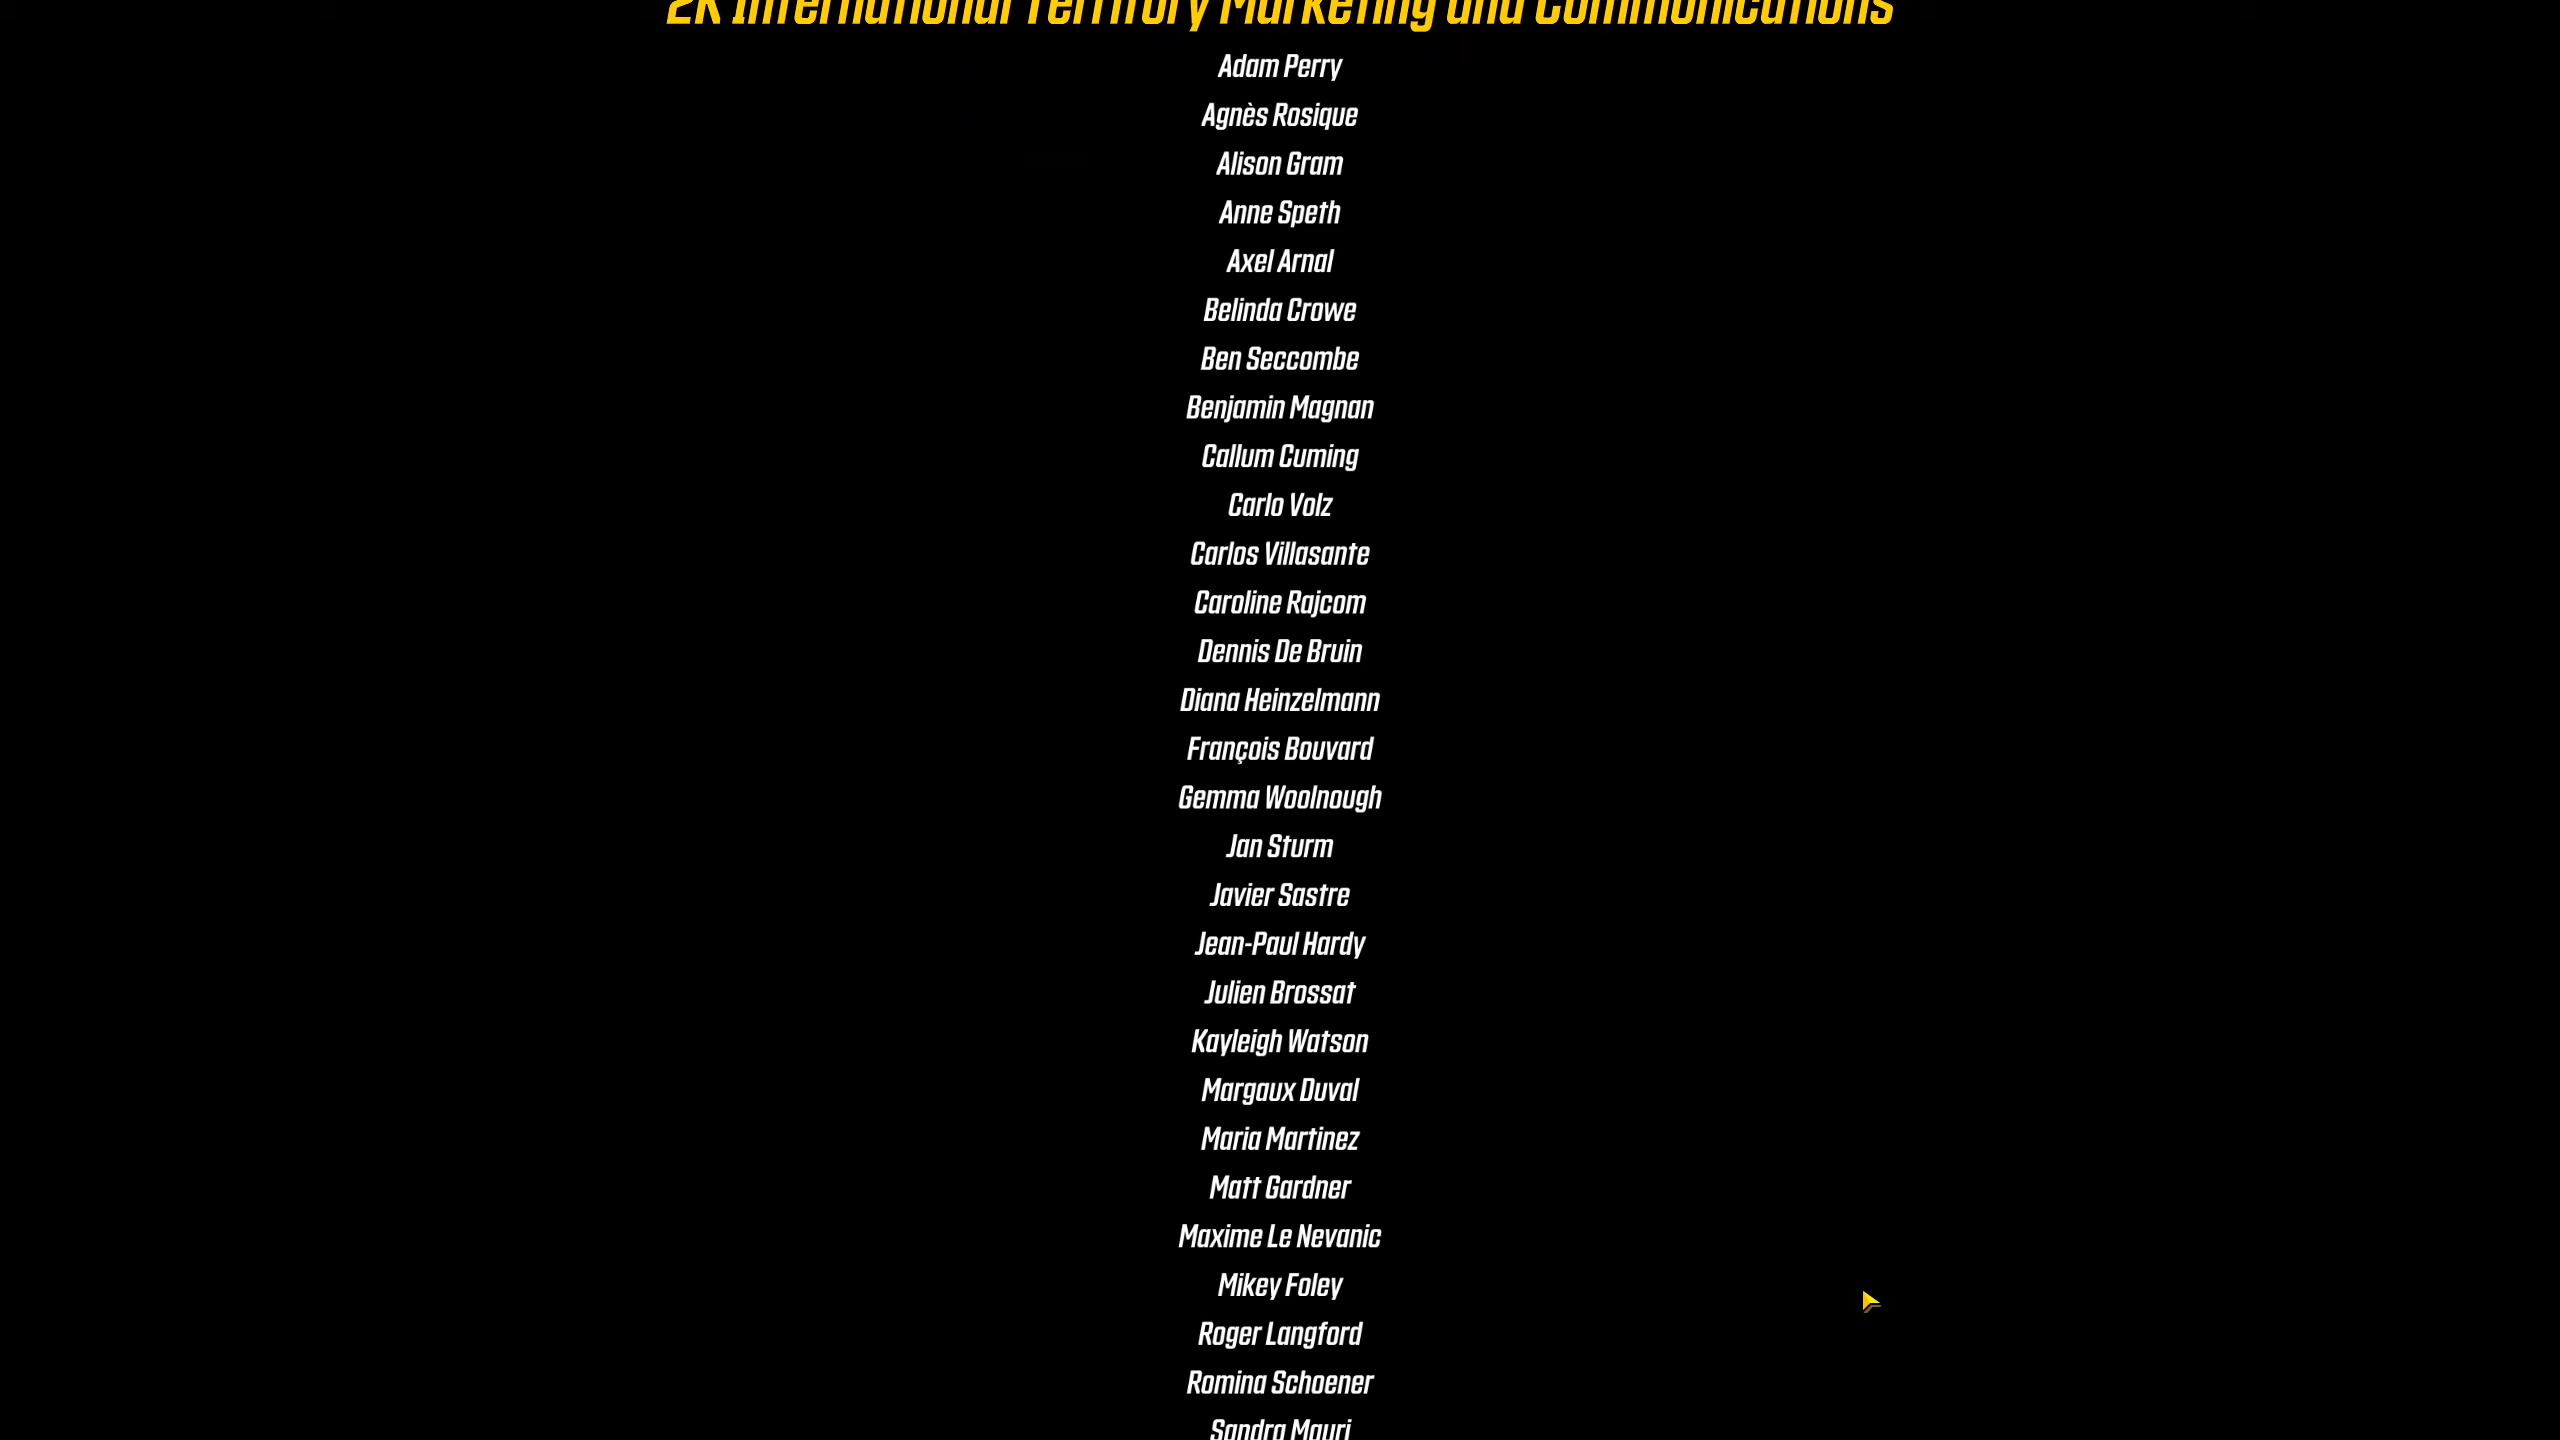 2K International Territory Marketing and Communications
Adam Perry
Agnès Rosique
Alison Gram
Anne Speth
Axel Arnal
Belinda Crowe
Ben Seccombe
Benjamin Magnan
Callum Cuming
Carlo Volz
Carlos Villasante
Caroline Rajcom
Dennis De Bruin
Diana Heinzelmann
François Bouvard
Gemma Woolnough
Jan Sturm
Javier Sastre
Jean-Paul Hardy
Julien Brossat
Kayleigh Watson
Margaux Duval
Maria Martinez
Matt Gardner
Maxime Le Nevanic
Mikey Foley
Roger Langford
Romina Schoener
Sandra Mauri